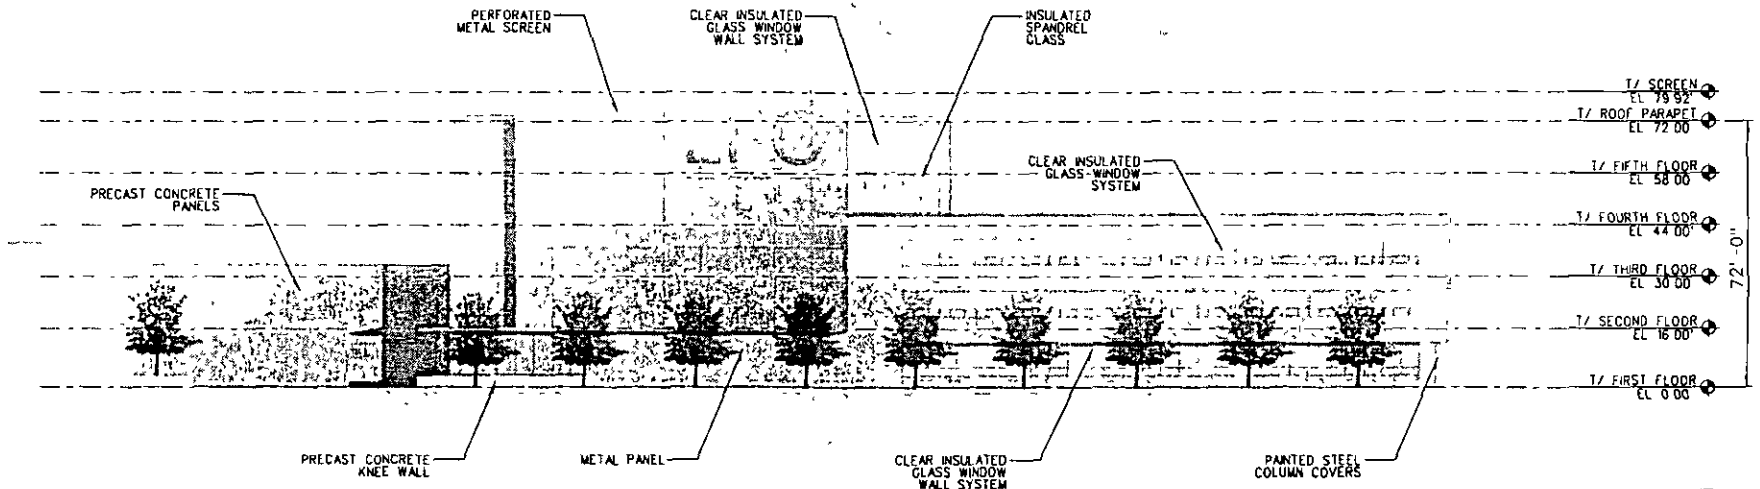 PERFORATED
METAL SCREEN
CLEAR INSULATED
GLASS WINDOW
WALL SYSTEM
INSULATED
SPANDREL
GLASS
T/ SCREEN
EL 79 92'
T/ ROOF PARAPET
EL 72 00
T/ FIFTH FLOOR
EL 58 00
T/ FOURTH FLOOR
EL 44 00'
T/ THIRD FLOOR
EL 30 00
T/ SECOND FLOOR
EL 16 00'
T/ FIRST FLOOR
EL 0 00
72'-0"
CLEAR INSULATED
GLASS WINDOW
SYSTEM
PRECAST CONCRETE
PANELS
PRECAST CONCRETE
KNEE WALL
METAL PANEL
CLEAR INSULATED
GLASS WINDOW
WALL SYSTEM
PAINTED STEEL
COLUMN COVERS